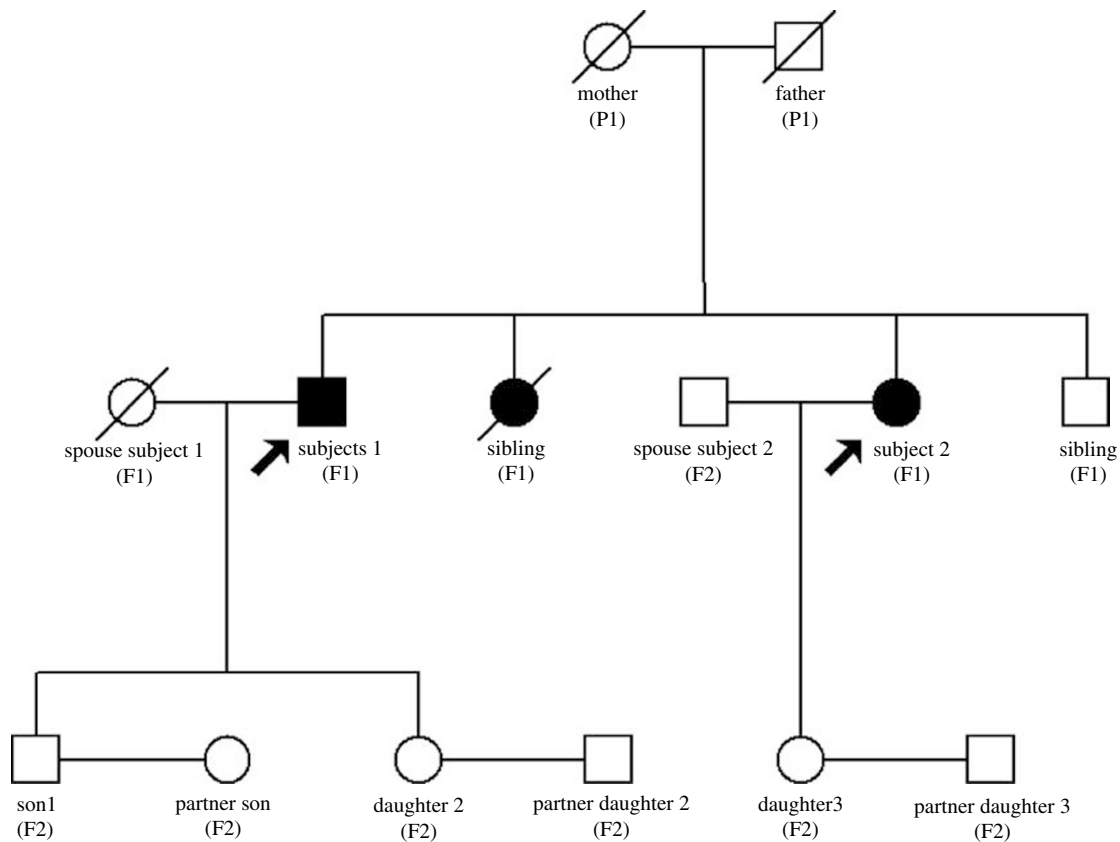 mother
(P1)
father
(P1)
spouse subject 1
(F1)
subjects 1
(F1)
sibling
(F1)
spouse subject 2
(F2)
subject 2
(F1)
sibling
(F1)
son1
(F2)
partner son
(F2)
daughter 2
(F2)
partner daughter 2
(F2)
daughter3
(F2)
partner daughter 3
(F2)